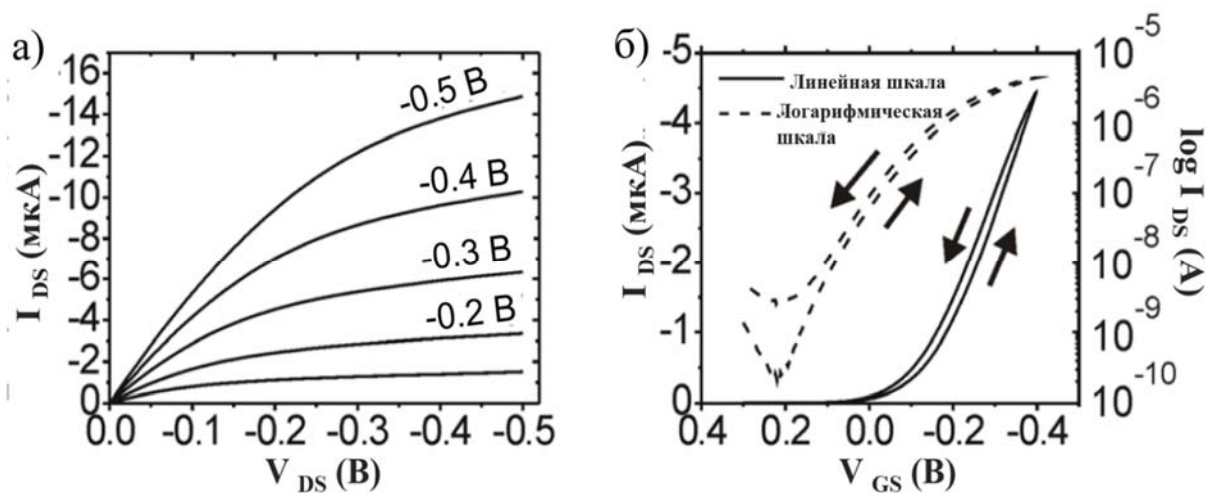 а)
I DS (мкА)
-16
-14
-12
-10
-8
-6
-4
-2
0
-0.5 В
-0.4 В
-0.3 В
-0.2 В
0.0 -0.1 -0.2 -0.3 -0.4 -0.5
V DS (В)
б)
I DS (мкА)
-5
-4
-3
-2
-1
0
Линейная шкала
Логарифмическая
шкала
0.4 0.2 0.0 -0.2 -0.4
V GS (В)
10 -5
10 -6
10 -7
10 -8
10 -9
10 -10
log I DS (А)